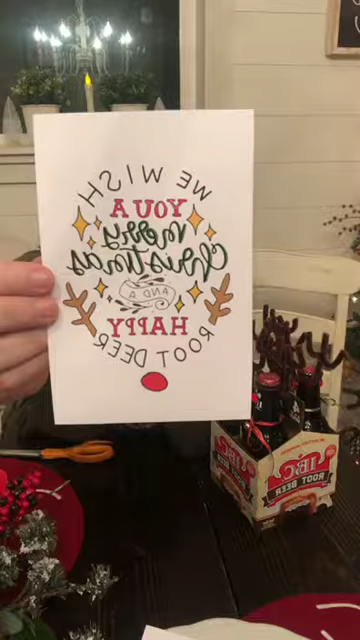 WE WISH
YOU A
merry
Christmas
AND A
HAPPY
ROOT DEER
IBC
ROOT BEER